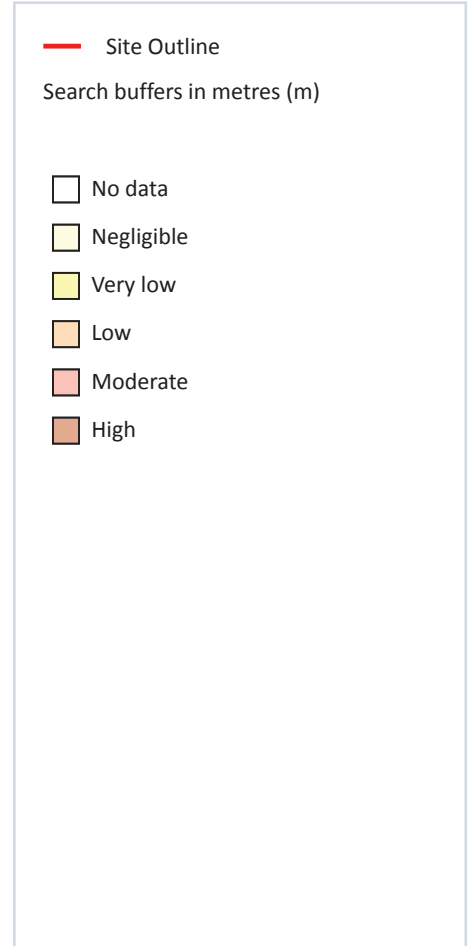 Site Outline
Search buffers in metres (m)
No data
Negligible
Very low
Low
Moderate
High